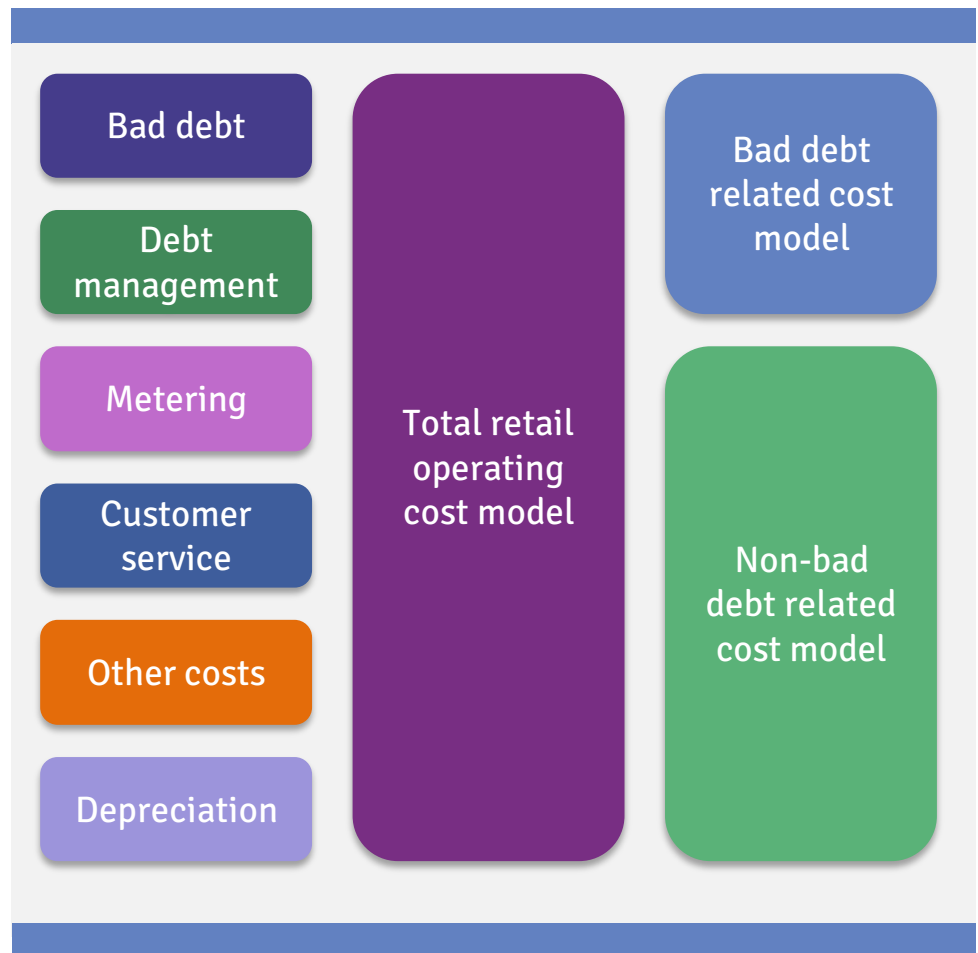 Bad debt
Debt
management
Metering
Customer
service
Other costs
Depreciation
Total retail
operating
cost model
Bad debt
related cost
model
Non-bad
debt related
cost model